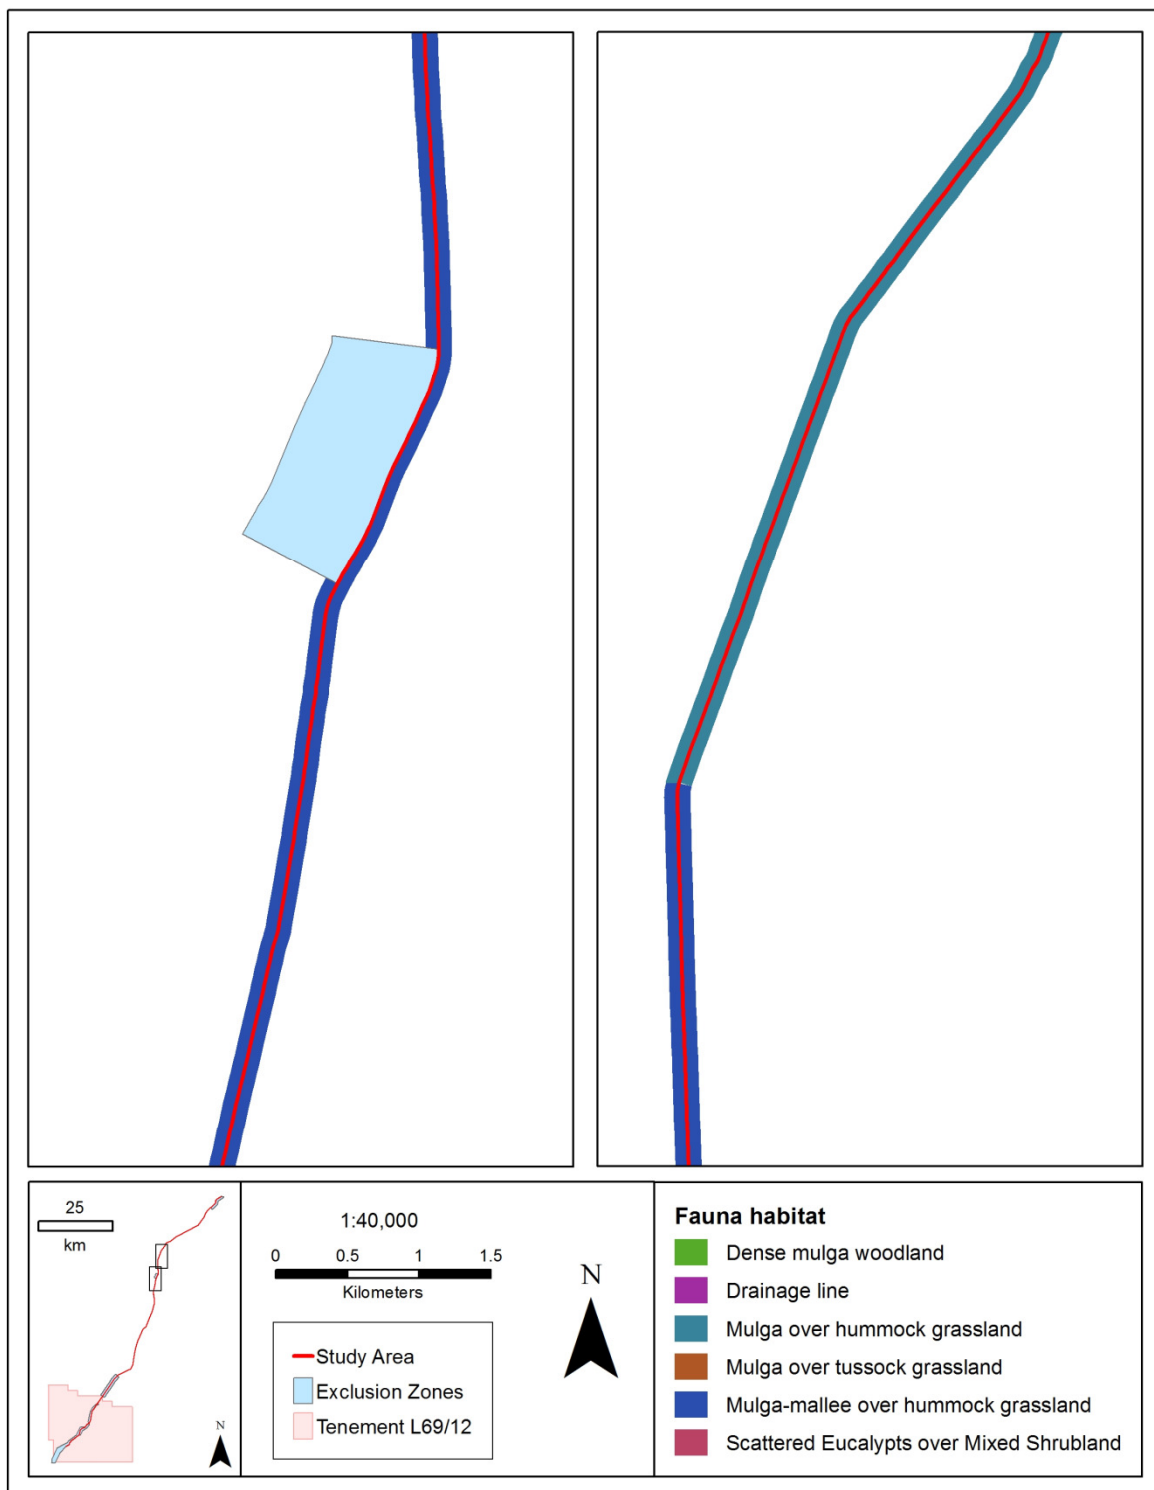 25
km
N
1:40,000
0 0.5 1 1.5
Kilometers
Study Area
Exclusion Zones
Tenement L69/12
N
Fauna habitat
Dense mulga woodland
Drainage line
Mulga over hummock grassland
Mulga over tussock grassland
Mulga-mallee over hummock grassland
Scattered Eucalypts over Mixed Shrubland